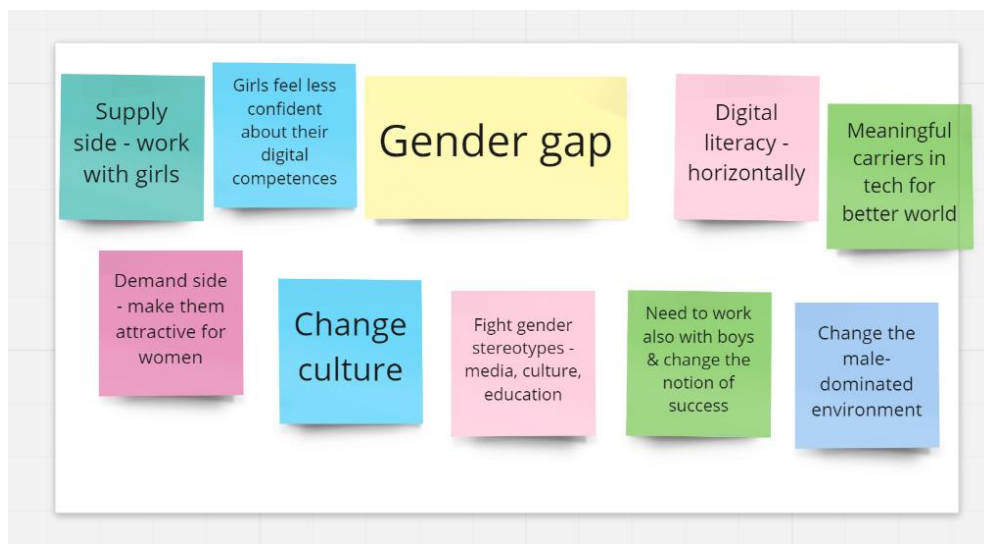 Supply
side - work
with girls
Girls feel less
confident
about their
digital
competences
Gender gap
Digital
literacy -
horizontally
Meaningful
carriers in
tech for
better world
Demand side
- make them
attractive for
women
Change
culture
Fight gender
stereotypes -
media, culture,
education
Need to work
also with boys
& change the
notion of
success
Change the
male-
dominated
environment